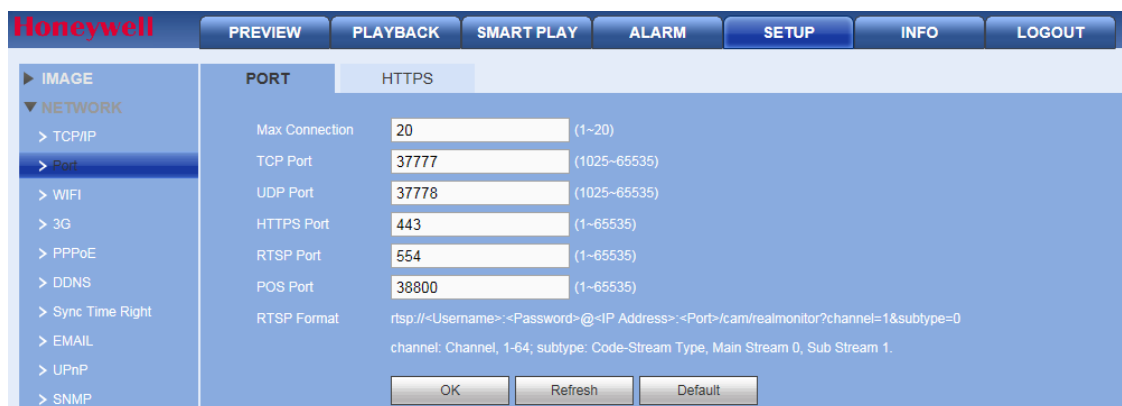 Honeywell
PREVIEW PLAYBACK SMART PLAY ALARM SETUP INFO LOGOUT
IMAGE
NETWORK
> TCP/IP
> Port
> WIFI
> 3G
> PPPoE
> DDNS
> Sync Time Right
> EMAIL
> UPnP
> SNMP
PORT HTTPS
Max Connection 20 (1~20)
TCP Port 37777 (1025~65535)
UDP Port 37778 (1025~65535)
HTTPS Port 443 (1~65535)
RTSP Port 554 (1~65535)
POS Port 38800 (1~65535)
RTSP Format rtsp://<Username>:<Password>@<IP Address>:<Port>/cam/realmonitor?channel=1&subtype=0
channel: Channel, 1-64; subtype: Code-Stream Type, Main Stream 0, Sub Stream 1.
OK Refresh Default